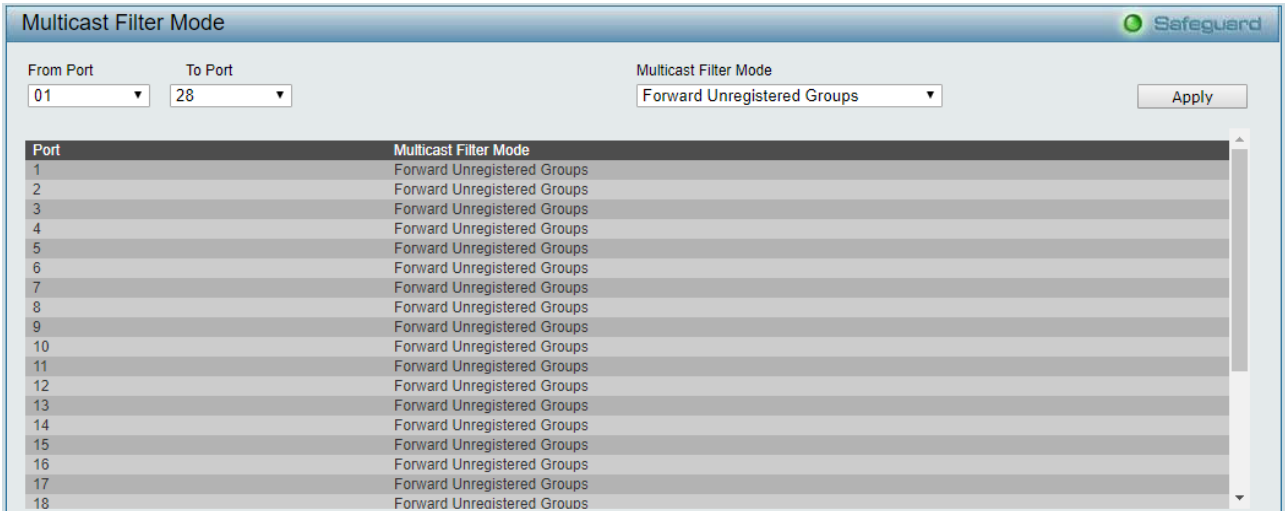 Multicast Filter Mode
Safeguard
From Port To Port Multicast Filter Mode
01 28 Forward Unregistered Groups Apply
Port Multicast Filter Mode
1 Forward Unregistered Groups
2 Forward Unregistered Groups
3 Forward Unregistered Groups
4 Forward Unregistered Groups
5 Forward Unregistered Groups
6 Forward Unregistered Groups
7 Forward Unregistered Groups
8 Forward Unregistered Groups
9 Forward Unregistered Groups
10 Forward Unregistered Groups
11 Forward Unregistered Groups
12 Forward Unregistered Groups
13 Forward Unregistered Groups
14 Forward Unregistered Groups
15 Forward Unregistered Groups
16 Forward Unregistered Groups
17 Forward Unregistered Groups
18 Forward Unregistered Groups